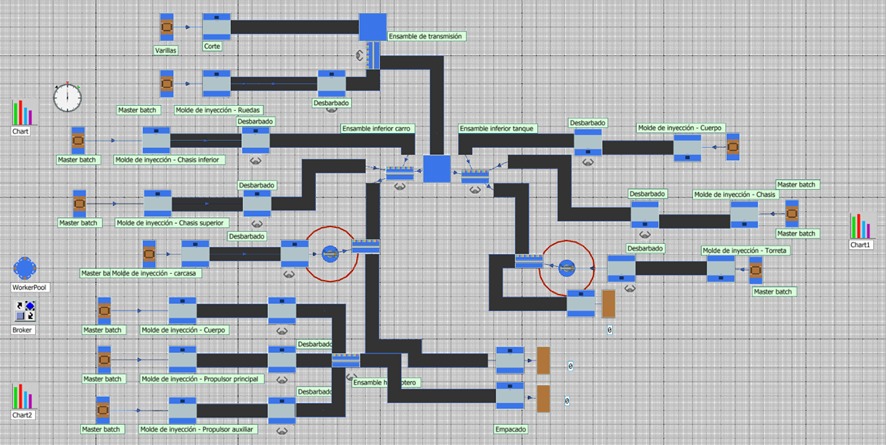 Ensamble de transmisión
Corte
Varillas
Desbarbado
Master batch
Molde de inyección - Ruedas
Chart
Desbarbado
Ensamble inferior carro
Ensamble inferior tanque
Desbarbado
Molde de inyección - Cuerpo
Master batch
Molde de inyección - Chasis inferior
Desbarbado
Master batch
Desbarbado
Molde de inyección - Chasis
Master batch
Molde de inyección - Chasis superior
Master batch
Chart1
Desbarbado
Desbarbado
Molde de inyección - Torreta
Master ba
Molde de inyección - carcasa
WorkerPool
Master batch
Broker
Master batch
Molde de inyección - Cuerpo
0
Desbarbado
0
Master batch
Molde de inyección - Propulsor principal
Ensamble h
ptero
Desbarbado
0
Chart2
Master batch
Molde de inyección - Propulsor auxiliar
Empacado